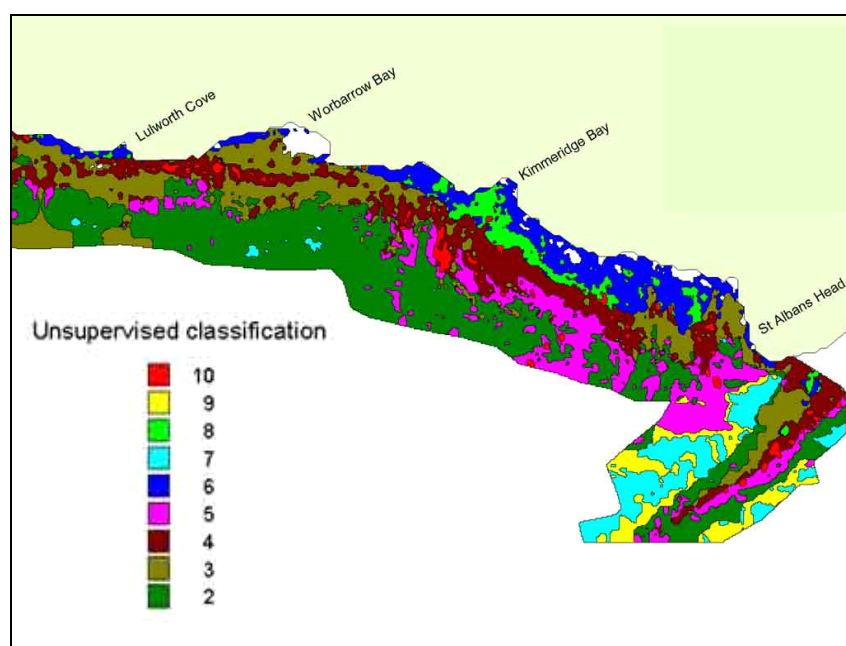 Lulworth Cove
Worbarrow Bay
Kimmeridge Bay
St Albans Head
Unsupervised classification
10
9
8
7
6
5
4
3
2